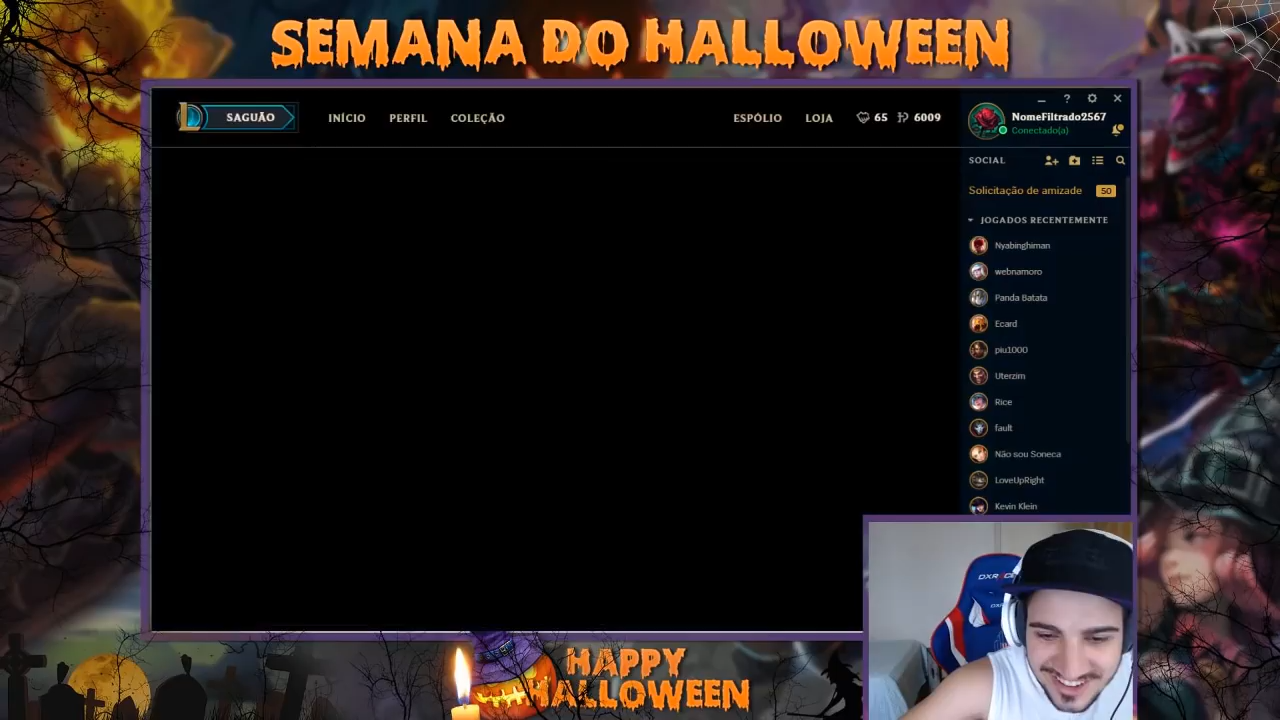 SEMANA DO HALLOWEEN
SAGUÃO
INÍCIO
PERFIL
COLEÇÃO
ESPÓLIO
LOJA
65
6009
?
NomeFiltrado2567
Conectado(a)
SOCIAL
Solicitação de amizade 50
JOGADOS RECENTEMENTE
Nyabinghiman
webnamoro
Panda Batata
Ecard
piu1000
Uterzim
Rice
fault
Não sou Soneca
LoveUpRight
Kevin Klein
HAPPY
HALLOWEEN